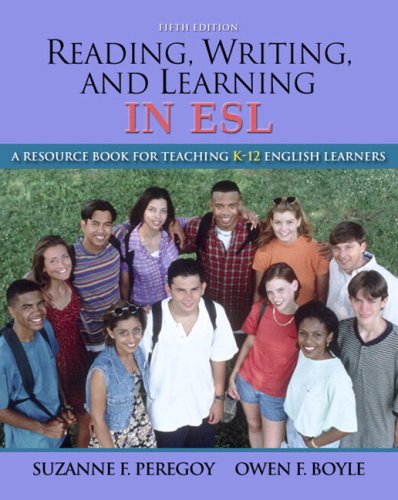 FIFTH EDITION
READING, WRITING,
AND LEARNING
IN ESL
A RESOURCE BOOK FOR TEACHING K-12 ENGLISH LEARNERS
SUZANNE F. PEREGOY OWEN F. BOYLE